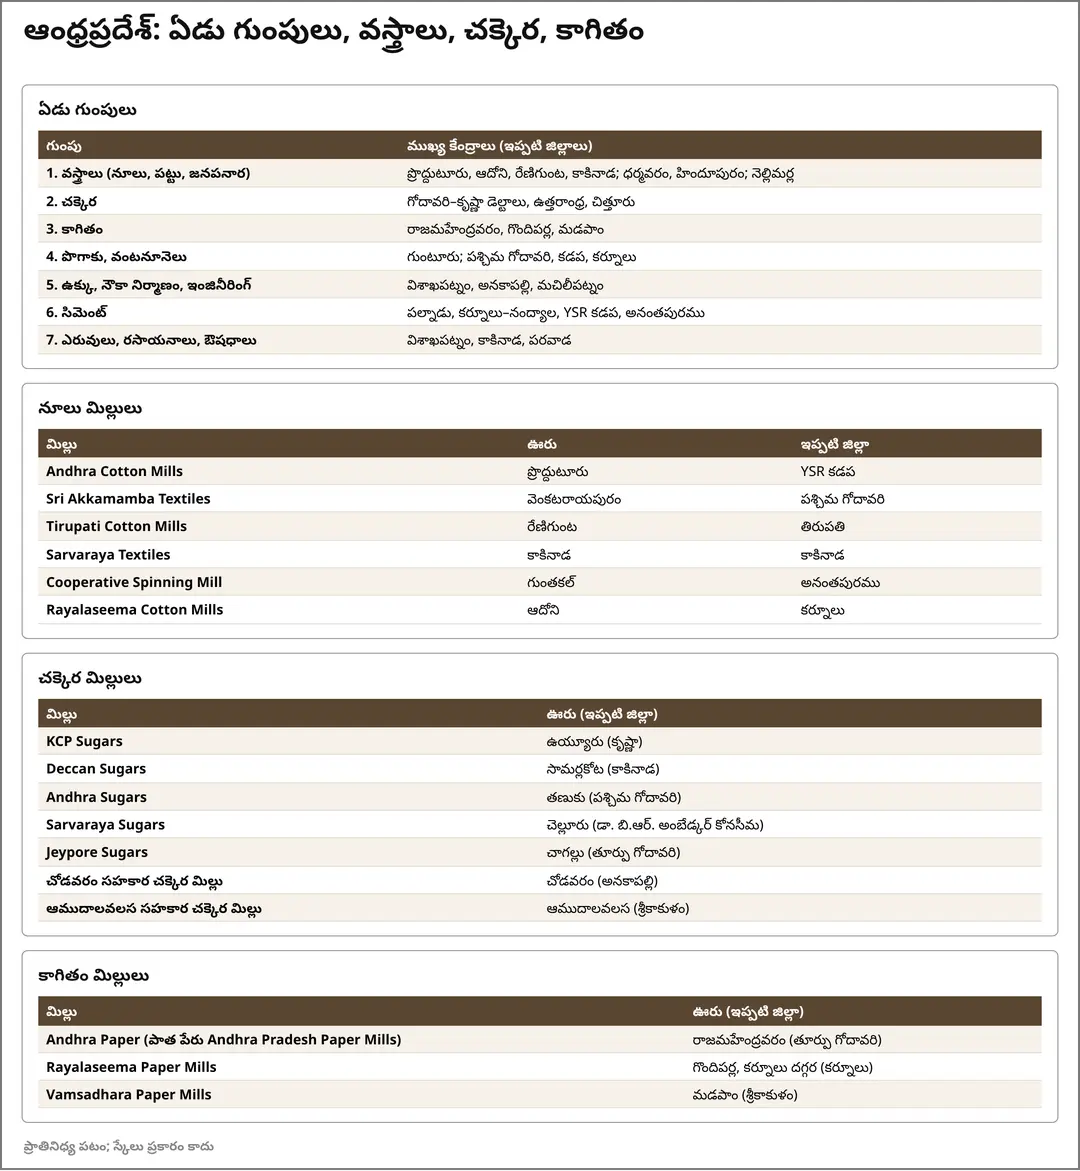 ఆంధ్రప్రదేశ్: ఏడు గుంపులు, వస్త్రాలు, చక్కెర, కాగితం
ఏడు గుంపులు
గుంపు ముఖ్య కేంద్రాలు (ఇప్పటి జిల్లాలు)
1. వస్త్రాలు (నూలు, పట్టు, జనపనార) ప్రొద్దుటూరు, ఆదోని, రేణిగుంట, కాకినాడ; ధర్మవరం, హిందూపురం; నెల్లిమర్ల
2. చక్కెర గోదావరి–కృష్ణా డెల్టాలు, ఉత్తరాంధ్ర, చిత్తూరు
3. కాగితం రాజమహేంద్రవరం, గొందిపర్ల, మడపాం
4. పొగాకు, వంటనూనెలు గుంటూరు; పశ్చిమ గోదావరి, కడప, కర్నూలు
5. ఉక్కు, నౌకా నిర్మాణం, ఇంజినీరింగ్ విశాఖపట్నం, అనకాపల్లి, మచిలీపట్నం
6. సిమెంట్ పల్నాడు, కర్నూలు–నంద్యాల, YSR కడప, అనంతపురము
7. ఎరువులు, రసాయనాలు, ఔషధాలు విశాఖపట్నం, కాకినాడ, పరవాడ
నూలు మిల్లులు
మిల్లు ఊరు ఇప్పటి జిల్లా
Andhra Cotton Mills ప్రొద్దుటూరు YSR కడప
Sri Akkamamba Textiles వెంకటరాయపురం పశ్చిమ గోదావరి
Tirupati Cotton Mills రేణిగుంట తిరుపతి
Sarvaraya Textiles కాకినాడ కాకినాడ
Cooperative Spinning Mill గుంతకల్ అనంతపురము
Rayalaseema Cotton Mills ఆదోని కర్నూలు
చక్కెర మిల్లులు
మిల్లు ఊరు (ఇప్పటి జిల్లా)
KCP Sugars ఉయ్యూరు (కృష్ణా)
Deccan Sugars సామర్లకోట (కాకినాడ)
Andhra Sugars తణుకు (పశ్చిమ గోదావరి)
Sarvaraya Sugars చెల్లూరు (డా. బి.ఆర్. అంబేడ్కర్ కోనసీమ)
Jeypore Sugars చాగల్లు (తూర్పు గోదావరి)
చోడవరం సహకార చక్కెర మిల్లు చోడవరం (అనకాపల్లి)
ఆముదాలవలస సహకార చక్కెర మిల్లు ఆముదాలవలస (శ్రీకాకుళం)
కాగితం మిల్లులు
మిల్లు ఊరు (ఇప్పటి జిల్లా)
Andhra Paper (పాత పేరు Andhra Pradesh Paper Mills) రాజమహేంద్రవరం (తూర్పు గోదావరి)
Rayalaseema Paper Mills గొందిపర్ల, కర్నూలు దగ్గర (కర్నూలు)
Vamsadhara Paper Mills మడపాం (శ్రీకాకుళం)
ప్రాతినిధ్య పటం; స్కేలు ప్రకారం కాదు